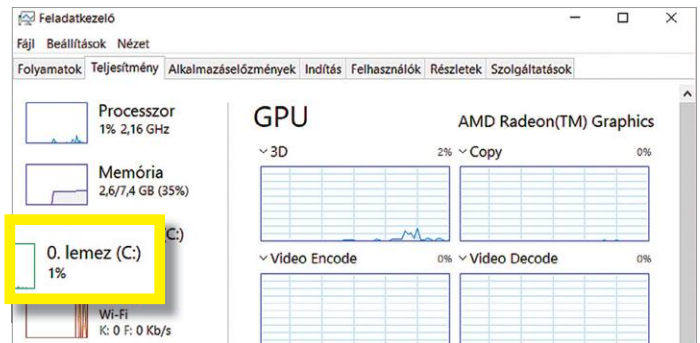 Feladatkezelő
Fájl Beállítások Nézet
Folyamatok Teljesítmény Alkalmazáselőzmények Indítás Felhasználók Részletek Szolgáltatások
Processzor
1% 2,16 GHz
Memória
2,6/7,4 GB (35%)
C:)
0. lemez (C:)
1%
Wi-Fi
K: 0 F: 0 Kb/s
GPU
AMD Radeon(TM) Graphics
3D 2%
Copy 0%
Video Encode 0%
Video Decode 0%